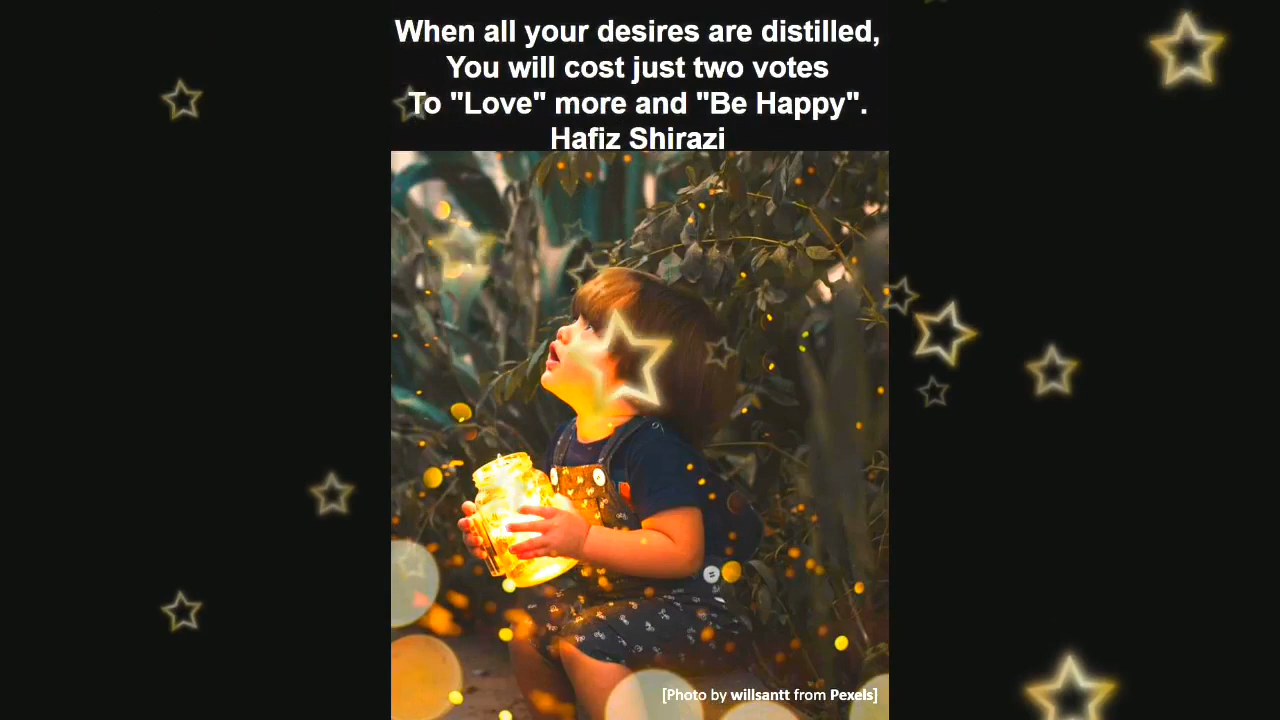 When all your desires are distilled,
You will cost just two votes
To "Love" more and "Be Happy".
Hafiz Shirazi
[Photo by willsantt from Pexels]